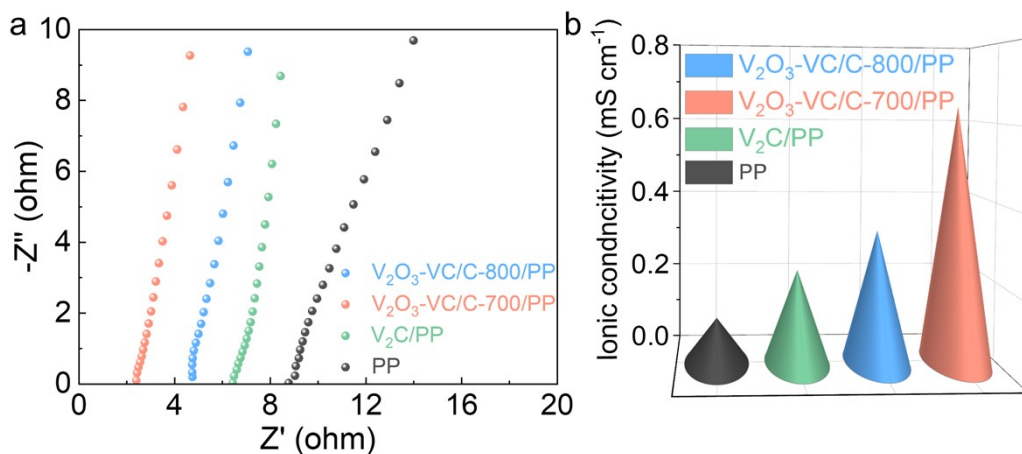 a
10
8
6
4
2
0
-Z" (ohm)
V₂O₃-VC/C-800/PP
V₂O₃-VC/C-700/PP
V₂C/PP
PP
0 4 8 12 16 20
Z' (ohm)
b
0.8
0.6
0.4
0.2
0.0
Ionic condncitivity (mS cm⁻¹)
V₂O₃-VC/C-800/PP
V₂O₃-VC/C-700/PP
V₂C/PP
PP